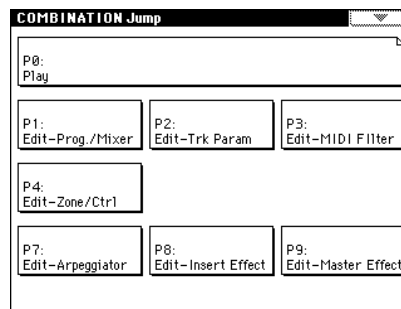 COMBINATION Jump
P0:
Play
P1:
Edit-Prog./Mixer
P2:
Edit-Trk Param
P3:
Edit-MIDI FIlter
P4:
Edit-Zone/Ctrl
P7:
Edit-Arpeggiator
P8:
Edit-Insert Effect
P9:
Edit-Master Effect